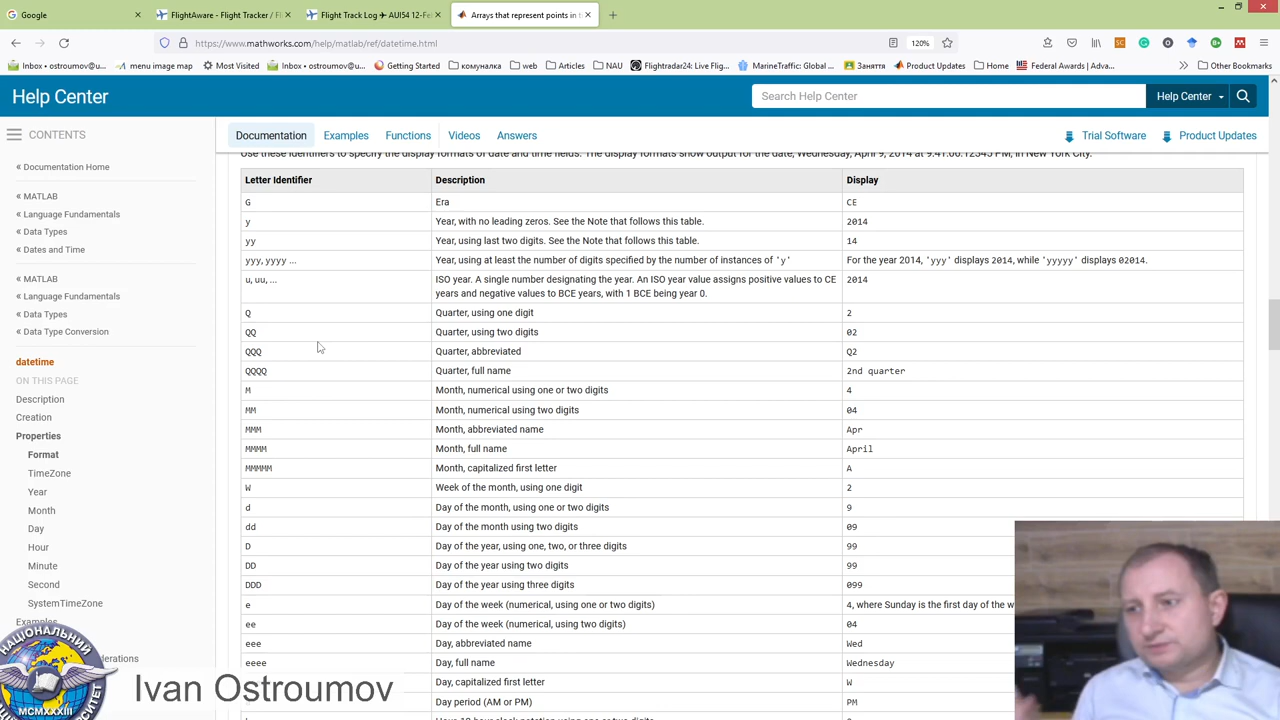 Google
FlightAware - Flight Tracker / Fli
Flight Track Log ✈ AUI54 12-Fel
Arrays that represent points in t
https://www.mathworks.com/help/matlab/ref/datetime.html
120%
Inbox • ostroumov@u...
menu image map
Most Visited
Getting Started
комуналка
web
Articles
NAU
Flightradar24: Live Flig...
MarineTraffic: Global ...
Заняття
Product Updates
Home
Federal Awards | Adva...
Inbox • ostroumov@u...
Other Bookmarks
Help Center
Search Help Center
Help Center
CONTENTS
Documentation
Examples
Functions
Videos
Answers
Trial Software
Product Updates
« Documentation Home
« MATLAB
« Language Fundamentals
« Data Types
« Dates and Time
« MATLAB
« Language Fundamentals
« Data Types
« Data Type Conversion
datetime
ON THIS PAGE
Description
Creation
Properties
Format
TimeZone
Year
Month
Day
Hour
Minute
Second
SystemTimeZone
Use these identifiers to specify the display formats of date and time fields. The display formats show output for the date, Wednesday, April 9, 2014 at 9:41:06.12345 PM, in New York City.
Letter Identifier Description Display
G Era CE
y Year, with no leading zeros. See the Note that follows this table. 2014
yy Year, using last two digits. See the Note that follows this table. 14
yyy, yyyy ... Year, using at least the number of digits specified by the number of instances of 'y' For the year 2014, 'yyy' displays 2014, while 'yyyyy' displays 02014.
u, uu, ... ISO year. A single number designating the year. An ISO year value assigns positive values to CE 2014
years and negative values to BCE years, with 1 BCE being year 0.
Q Quarter, using one digit 2
QQ Quarter, using two digits 02
QQQ Quarter, abbreviated Q2
QQQQ Quarter, full name 2nd quarter
M Month, numerical using one or two digits 4
MM Month, numerical using two digits 04
MMM Month, abbreviated name Apr
MMMM Month, full name April
MMMMM Month, capitalized first letter A
W Week of the month, using one digit 2
d Day of the month, using one or two digits 9
dd Day of the month using two digits 09
D Day of the year, using one, two, or three digits 99
DD Day of the year using two digits 99
DDD Day of the year using three digits 099
e Day of the week (numerical, using one or two digits) 4, where Sunday is the first day of the w
ee Day of the week (numerical, using two digits) 04
eee Day, abbreviated name Wed
eeee Day, full name Wednesday
Day, capitalized first letter W
Day period (AM or PM) PM
НАЦІОНАЛЬНИЙ
MCMXXXIII
Ivan Ostroumov